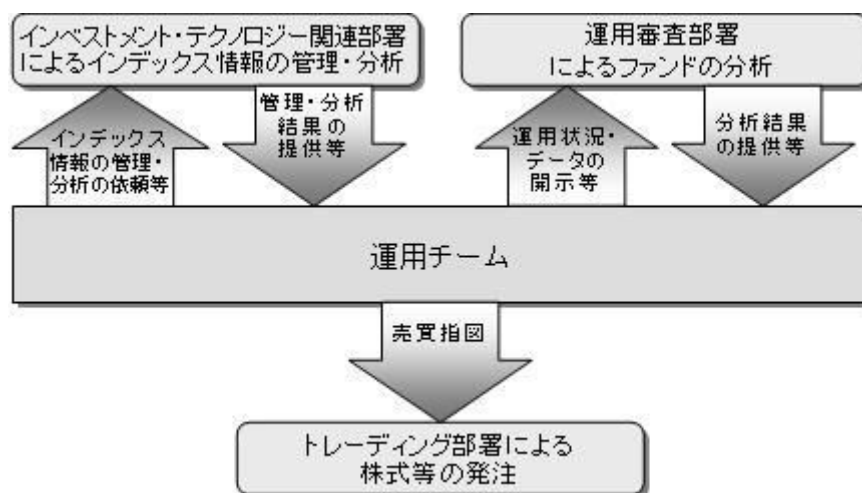 インベストメント・テクノロジー関連部署
によるインデックス情報の管理・分析
運用審査部署
によるファンドの分析
インデックス
情報の管理・
分析の依頼等
管理・分析
結果の
提供等
運用状況・
データの
開示等
分析結果
の提供等
運用チーム
売買指図
トレーディング部署による
株式等の発注